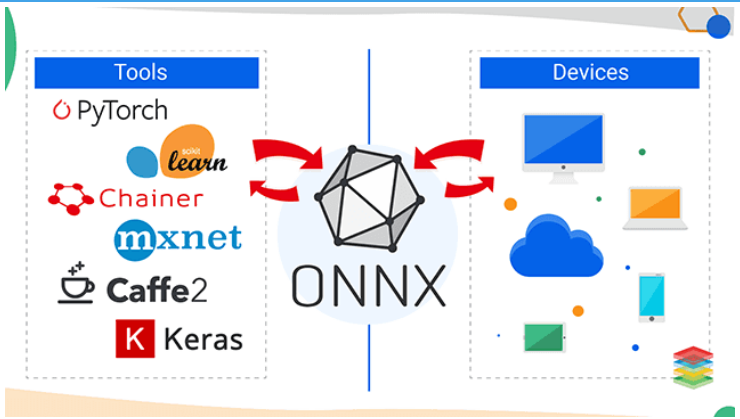 Tools
PyTorch
scikit
learn
Chainer
mxnet
Caffe2
K Keras
ONNX
Devices